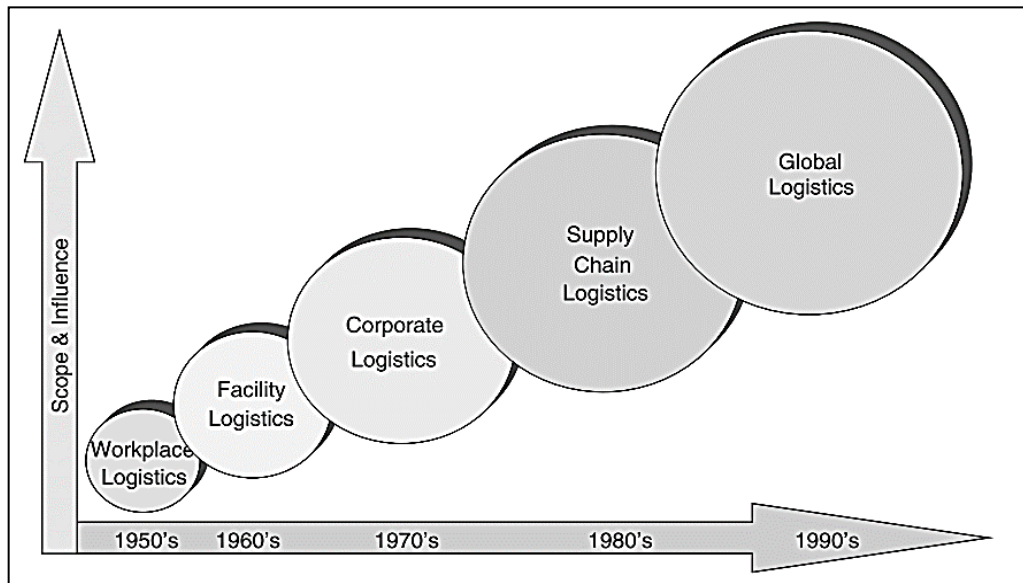 Scope & Influence
Workplace
Logistics
Facility
Logistics
Corporate
Logistics
Supply
Chain
Logistics
Global
Logistics
1950's 1960's 1970's 1980's 1990's